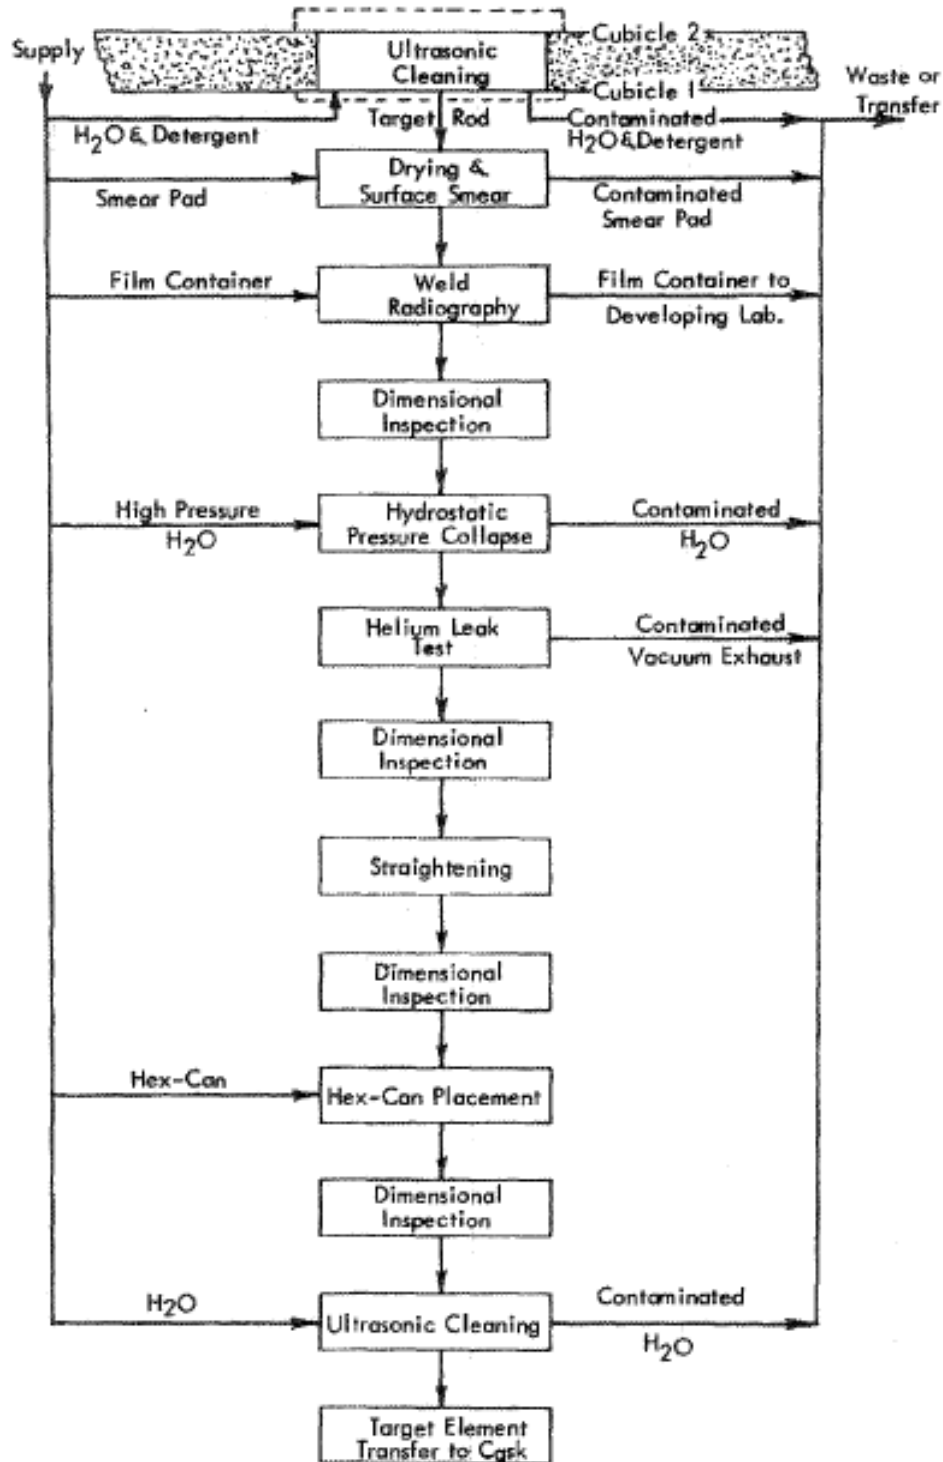 Supply
Ultrasonic
Cleaning
Cubicle 2
Cubicle 1
Waste or
Transfer
H2O & Detergent
Target Rod
Contaminated
H2O & Detergent
Smear Pad
Drying &
Surface Smear
Contaminated
Smear Pad
Film Container
Weld
Radiography
Film Container to
Developing Lab.
Dimensional
Inspection
High Pressure
H2O
Hydrostatic
Pressure Collapse
Contaminated
H2O
Helium Leak
Test
Contaminated
Vacuum Exhaust
Dimensional
Inspection
Straightening
Dimensional
Inspection
Hex-Can
Hex-Can Placement
Dimensional
Inspection
H2O
Ultrasonic Cleaning
Contaminated
H2O
Target Element
Transfer to Cask